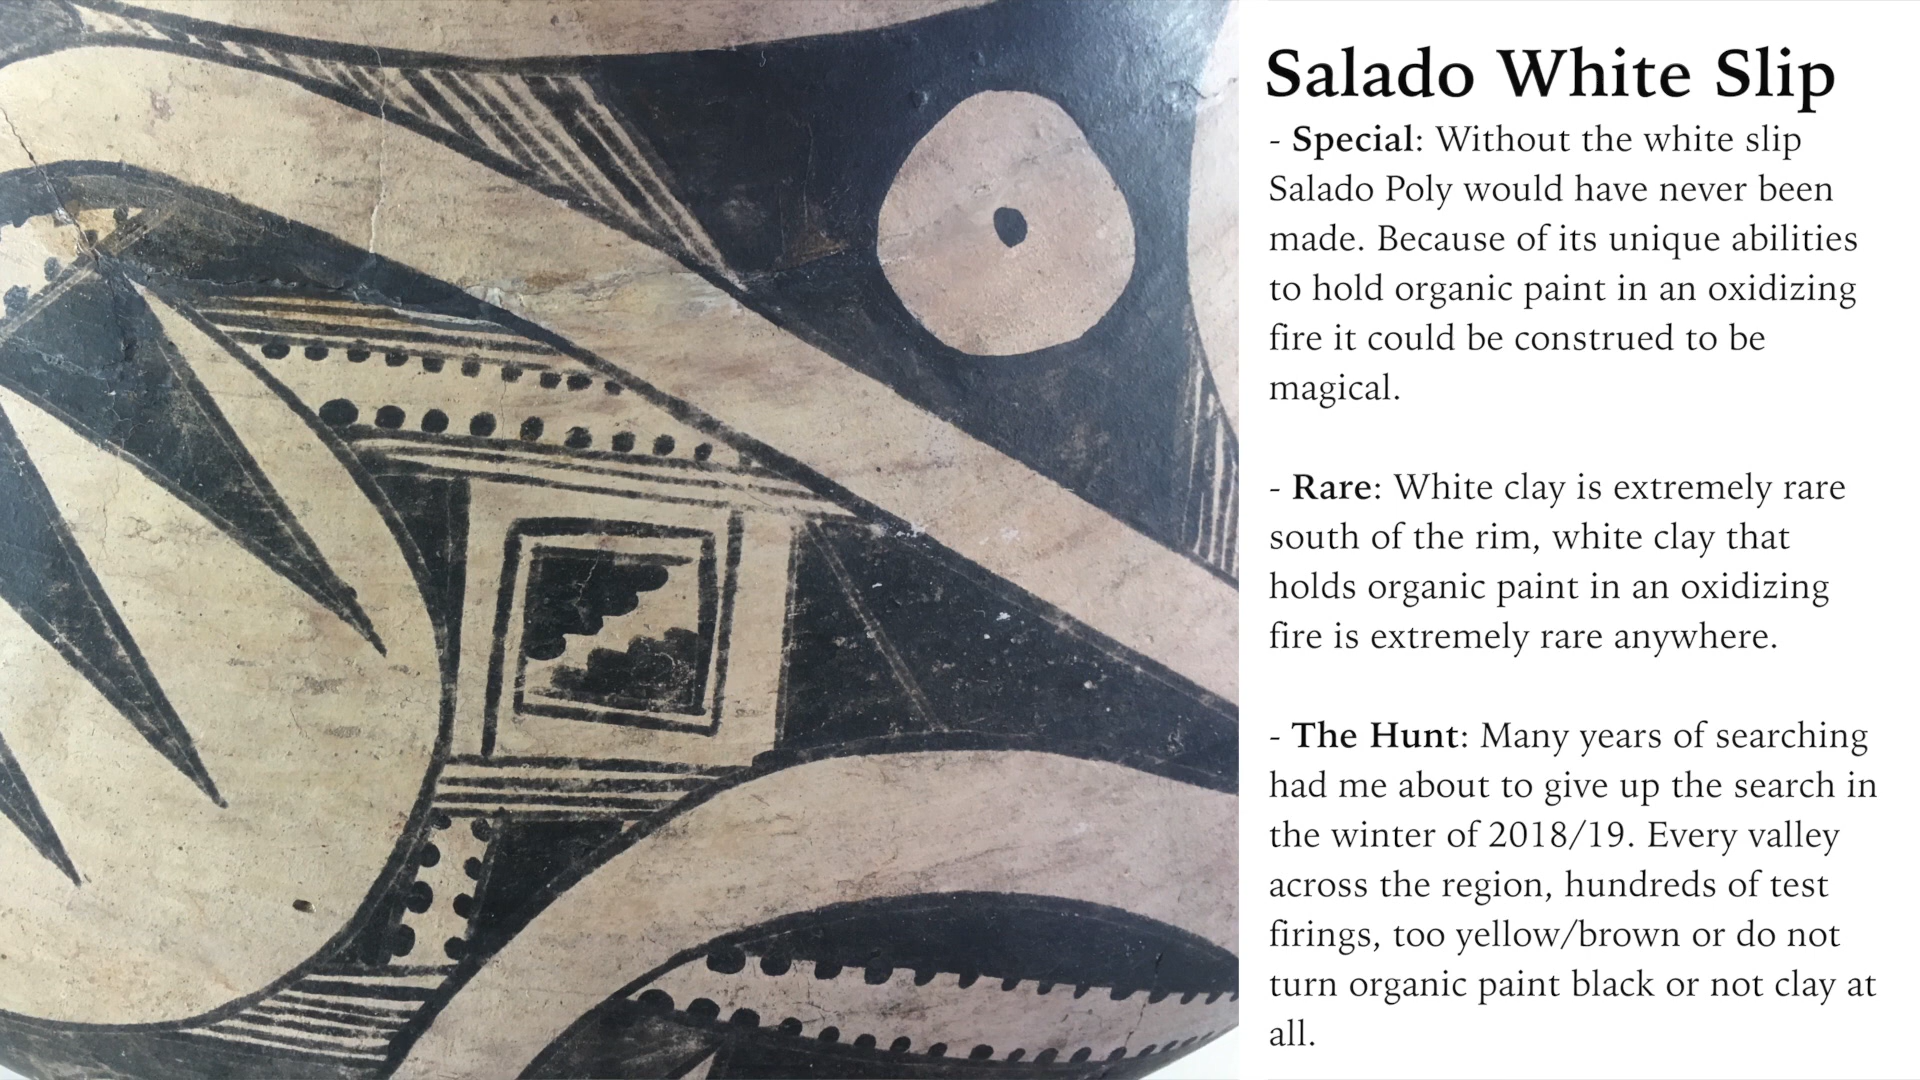 Salado White Slip
- Special: Without the white slip
Salado Poly would have never been
made. Because of its unique abilities
to hold organic paint in an oxidizing
fire it could be construed to be
magical.
- Rare: White clay is extremely rare
south of the rim, white clay that
holds organic paint in an oxidizing
fire is extremely rare anywhere.
- The Hunt: Many years of searching
had me about to give up the search in
the winter of 2018/19. Every valley
across the region, hundreds of test
firings, too yellow/brown or do not
turn organic paint black or not clay at
all.